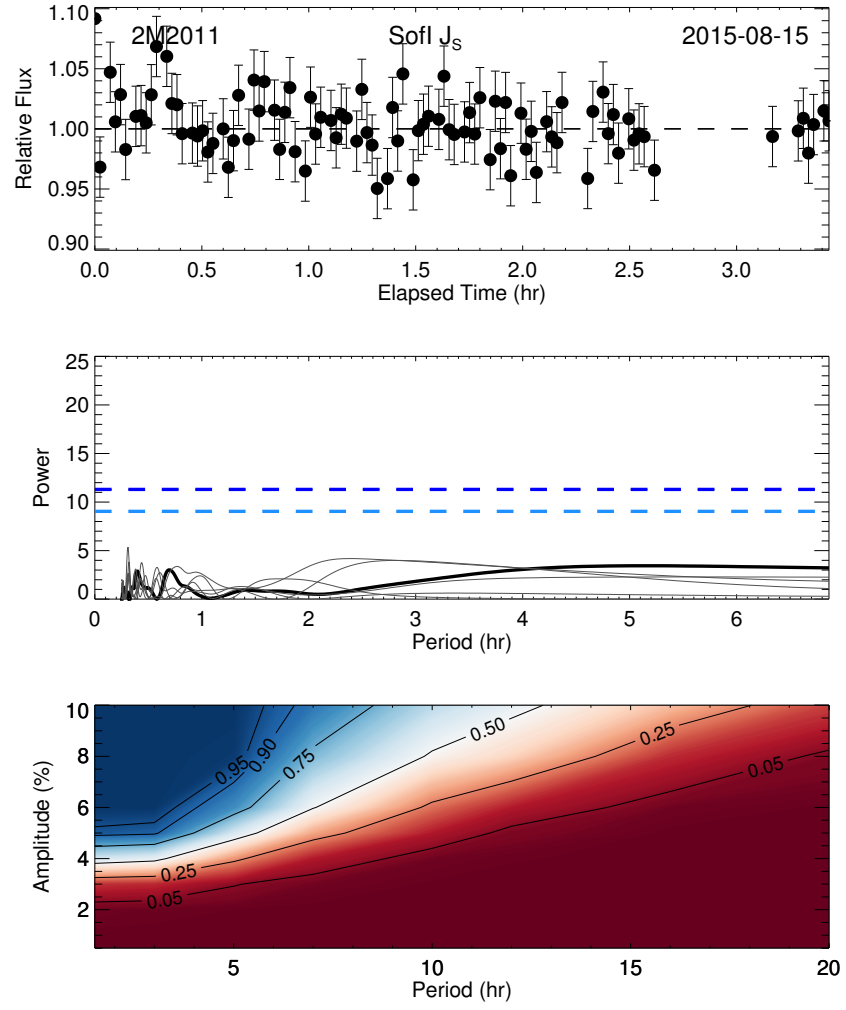 2M2011 SofI J_S 2015-08-15
1.10
1.05
1.00
0.95
0.90
Relative Flux
0.0 0.5 1.0 1.5 2.0 2.5 3.0
Elapsed Time (hr)
25
20
15
10
5
0
Power
0 1 2 3 4 5 6
Period (hr)
10
8
6
4
2
Amplitude (%)
0.95 0.90 0.75 0.50 0.25 0.05
0.25
0.05
5 10 15 20
Period (hr)